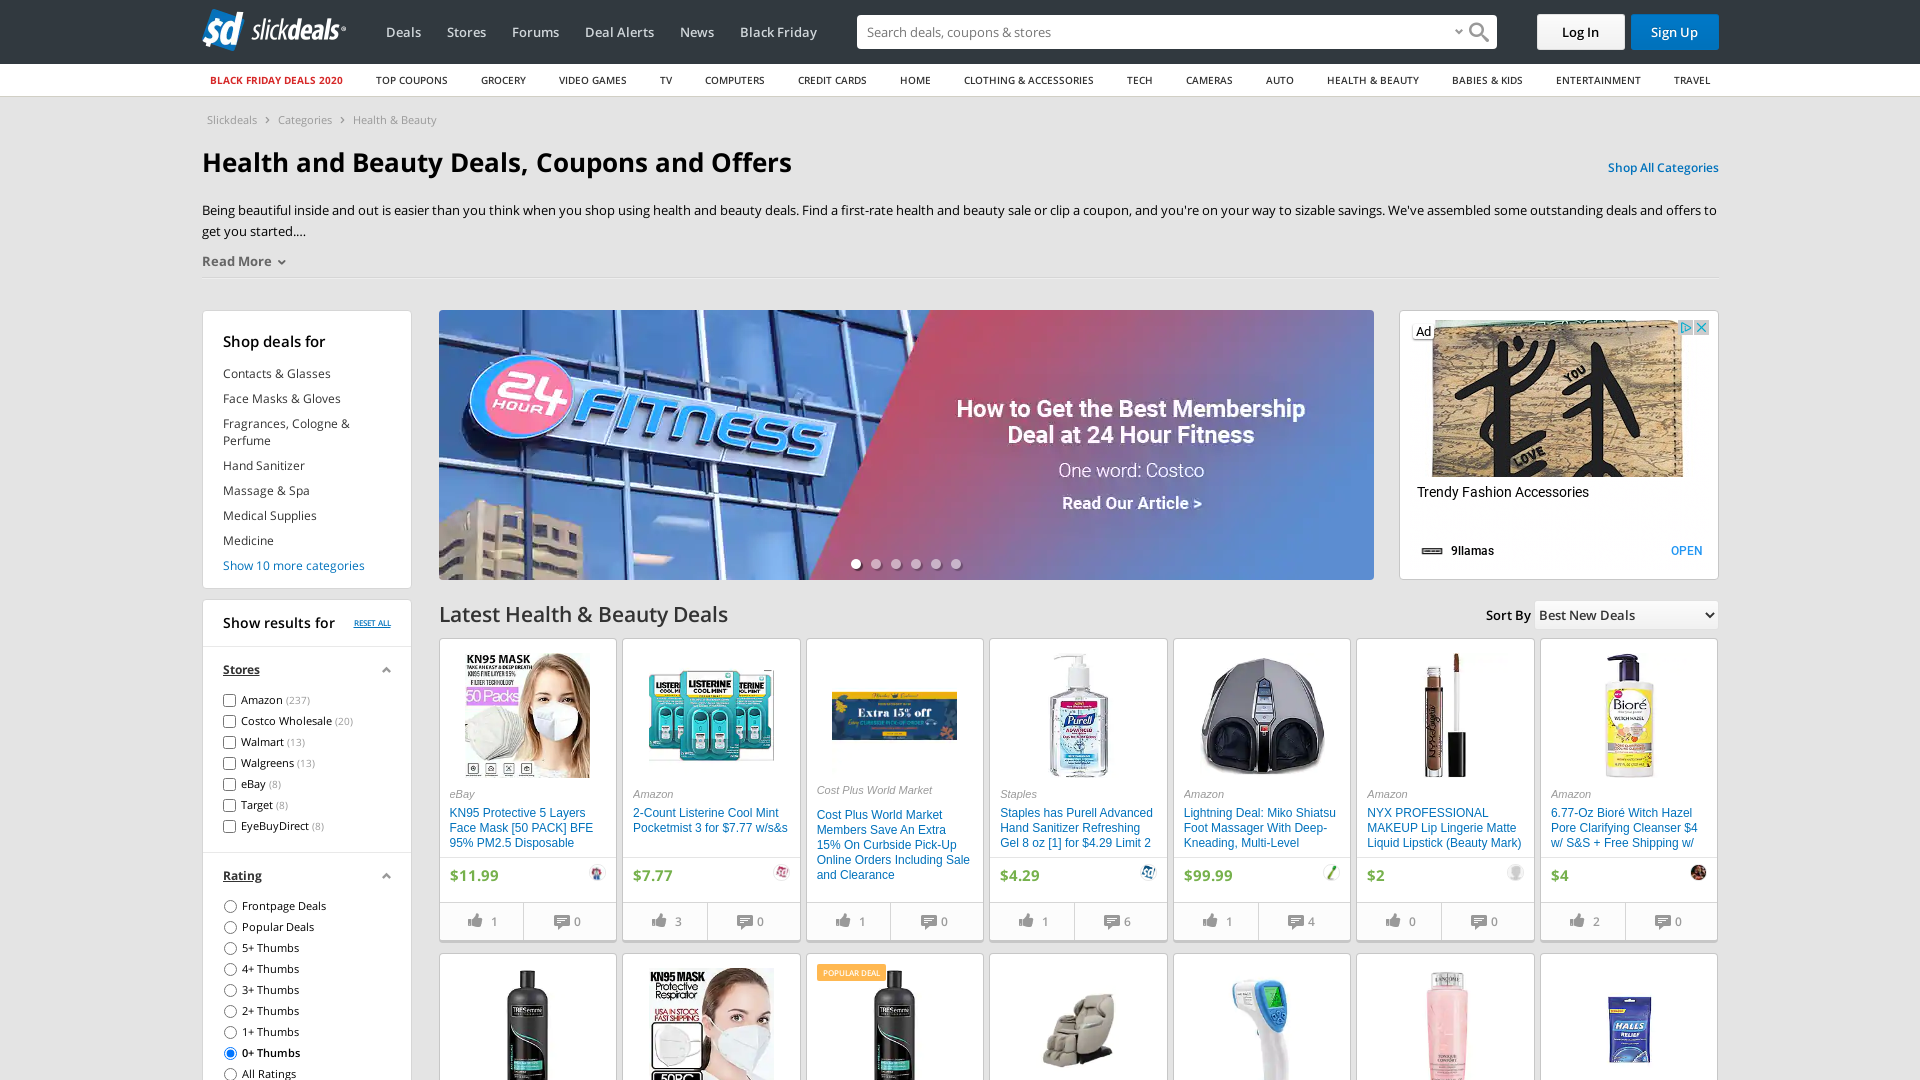 slickdeals
Deals
Stores
Forums
Deal Alerts
News
Black Friday
Search deals, coupons & stores
Log In
Sign Up
BLACK FRIDAY DEALS 2020
TOP COUPONS
GROCERY
VIDEO GAMES
TV
COMPUTERS
CREDIT CARDS
HOME
CLOTHING & ACCESSORIES
TECH
CAMERAS
AUTO
HEALTH & BEAUTY
BABIES & KIDS
ENTERTAINMENT
TRAVEL
Slickdeals > Categories > Health & Beauty
Health and Beauty Deals, Coupons and Offers
Shop All Categories
Being beautiful inside and out is easier than you think when you shop using health and beauty deals. Find a first-rate health and beauty sale or clip a coupon, and you're on your way to sizable savings. We've assembled some outstanding deals and offers to
get you started....
Read More
Shop deals for
Contacts & Glasses
Face Masks & Gloves
Fragrances, Cologne &
Perfume
Hand Sanitizer
Massage & Spa
Medical Supplies
Medicine
Show 10 more categories
24
HOUR
FITNESS
How to Get the Best Membership
Deal at 24 Hour Fitness
One word: Costco
Read Our Article >
Ad
YOU
LOVE
Trendy Fashion Accessories
9llamas
OPEN
Show results for
RESET ALL
Stores
Amazon (237)
Costco Wholesale (20)
Walmart (13)
Walgreens (13)
eBay (8)
Target (8)
EyeBuyDirect (8)
Rating
Frontpage Deals
Popular Deals
5+ Thumbs
4+ Thumbs
3+ Thumbs
2+ Thumbs
1+ Thumbs
0+ Thumbs
All Ratings
Latest Health & Beauty Deals
Sort By
Best New Deals
KN95 MASK
50 Packs
eBay
KN95 Protective 5 Layers
Face Mask [50 PACK] BFE
95% PM2.5 Disposable
$11.99
1
0
LISTERINE
COOL MINT
Amazon
2-Count Listerine Cool Mint
Pocketmist 3 for $7.77 w/s&s
$7.77
3
0
Extra 15% off
Cost Plus World Market
Cost Plus World Market
Members Save An Extra
15% On Curbside Pick-Up
Online Orders Including Sale
and Clearance
1
0
Purell
Staples
Staples has Purell Advanced
Hand Sanitizer Refreshing
Gel 8 oz [1] for $4.29 Limit 2
$4.29
1
6
Amazon
Lightning Deal: Miko Shiatsu
Foot Massager With Deep-
Kneading, Multi-Level
$99.99
1
4
Amazon
NYX PROFESSIONAL
MAKEUP Lip Lingerie Matte
Liquid Lipstick (Beauty Mark)
$2
0
0
Bioré
WITCH HAZEL
Amazon
6.77-Oz Bioré Witch Hazel
Pore Clarifying Cleanser $4
w/ S&S + Free Shipping w/
$4
2
0
TRESemmé
KN95 MASK
Protective
Respirator
USA IN STOCK
FAST SHIPPING
50PC
POPULAR DEAL
TRESemmé
LANCÔME
HALLS
RELIEF